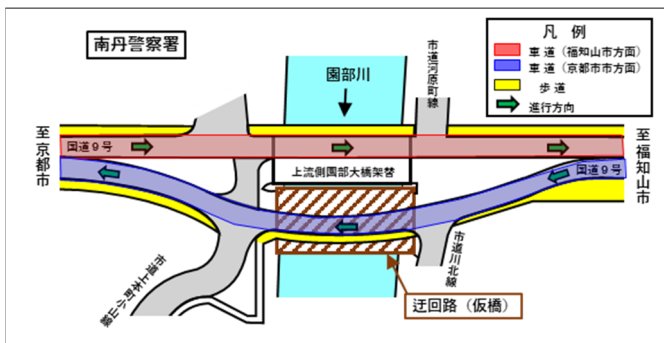 南丹警察署
園部川
市道河原町線
凡 例
車 道（福知山市方面）
車 道（京都市市方面）
歩 道
進行方向
至京都市
国道９号
至福知山市
上流側園部大橋架替
国道９号
市道上本町小山線
市道川北線
迂回路（仮橋）